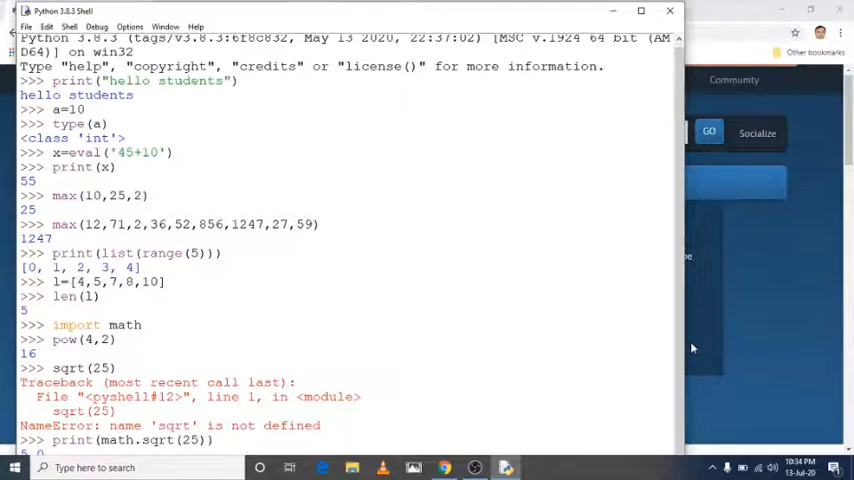 Python 3.8.3 Shell
File Edit Shell Debug Options Window Help
Python 3.8.3 (tags/v3.8.3:6f8c832, May 13 2020, 22:37:02) [MSC v.1924 64 bit (AM
D64)] on win32
Type "help", "copyright", "credits" or "license()" for more information.
>>> print("hello students")
hello students
>>> a=10
>>> type(a)
<class 'int'>
>>> x=eval('45+10')
>>> print(x)
55
>>> max(10,25,2)
25
>>> max(12,71,2,36,52,856,1247,27,59)
1247
>>> print(list(range(5)))
[0, 1, 2, 3, 4]
>>> l=[4,5,7,8,10]
>>> len(l)
5
>>> import math
>>> pow(4,2)
16
>>> sqrt(25)
Traceback (most recent call last):
File "<pyshell#12>", line 1, in <module>
sqrt(25)
NameError: name 'sqrt' is not defined
>>> print(math.sqrt(25))
5.0
Other bookmarks
Community
GO
Socialize
Type here to search
10:34 PM
13-Jul-20